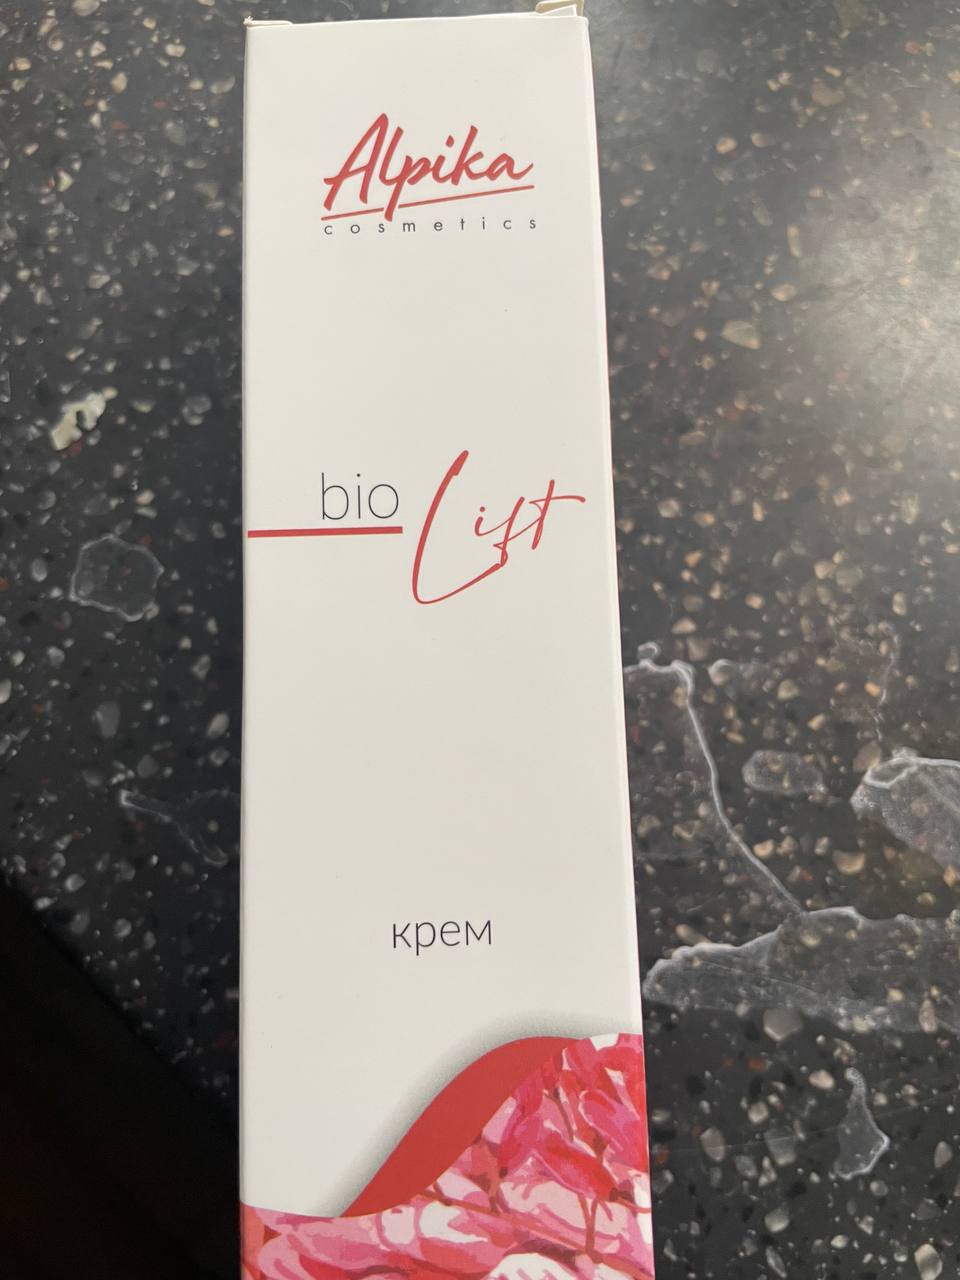 Alpika
cosmetics
bio Lift
крем